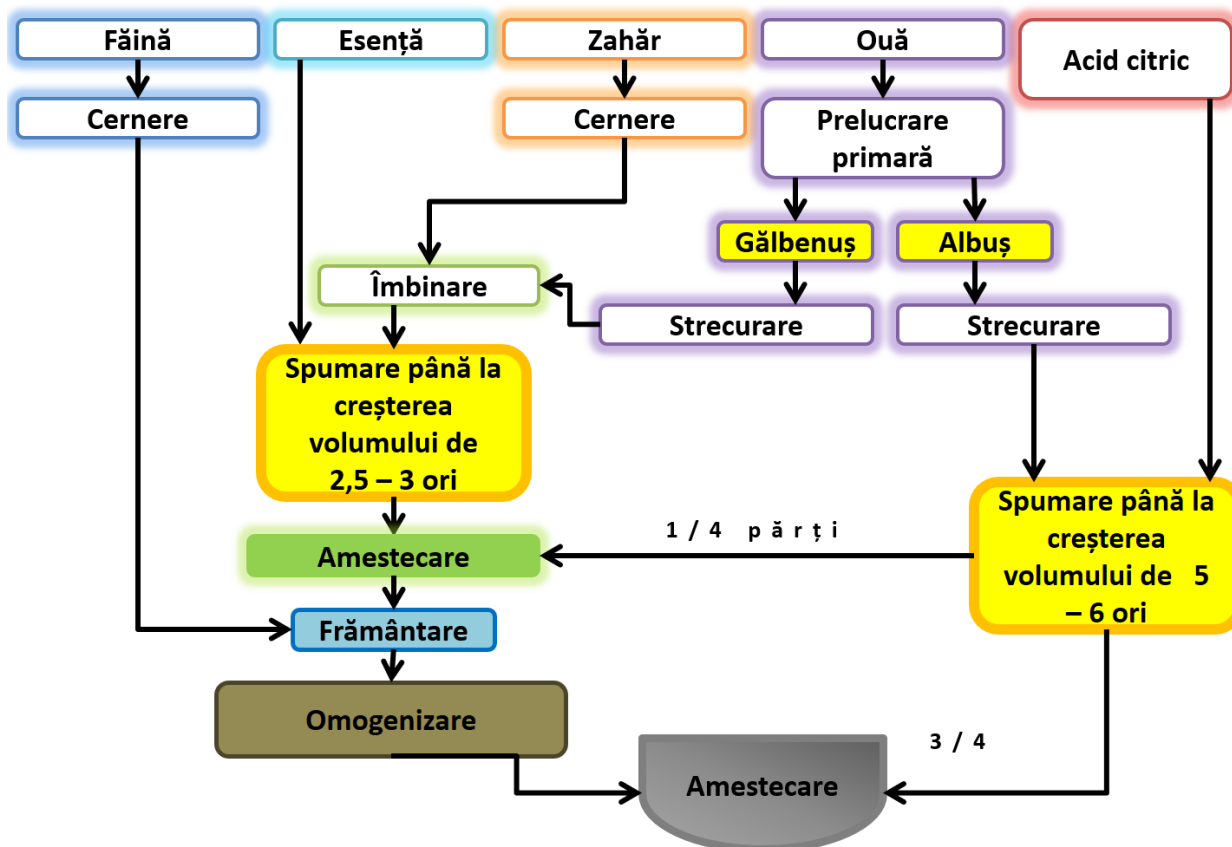 Făină
Esență
Zahăr
Ouă
Acid citric
Cernere
Cernere
Prelucrare
primară
Gălbenuș
Albuș
Îmbinare
Strecurare
Strecurare
Spumare până la
creșterea
volumului de
2,5 – 3 ori
Spumare până la
creșterea
volumului de 5
– 6 ori
1/4 părți
Amestecare
Frământare
Omogenizare
3/4
Amestecare